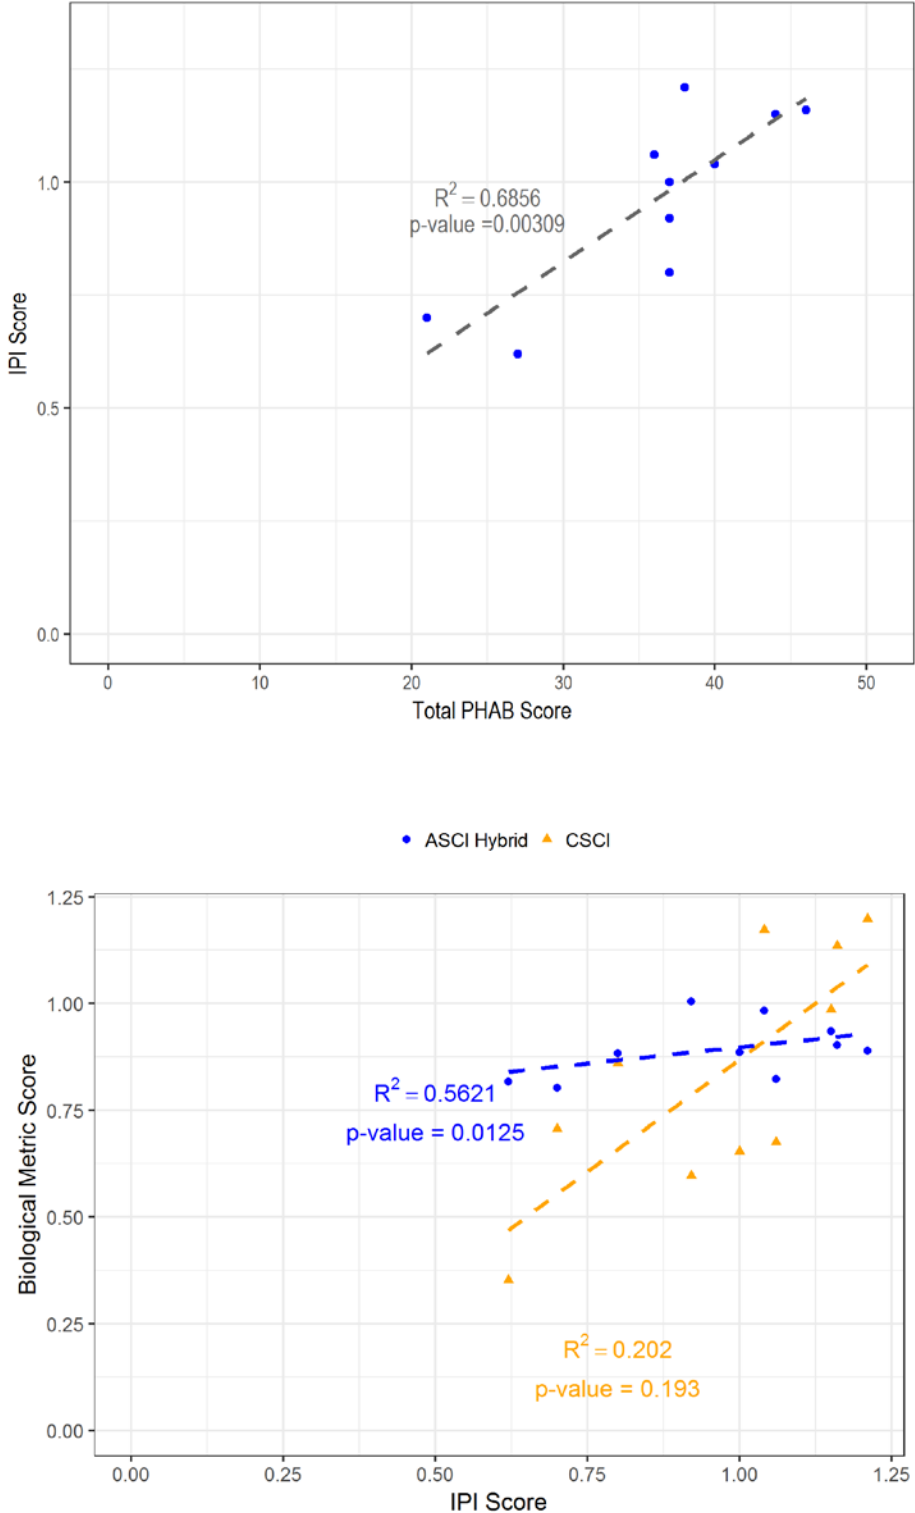 1.0
0.5
0.0
IPI Score
R² = 0.6856
p-value =0.00309
0 10 20 30 40 50
Total PHAB Score
ASCI Hybrid CSCI
1.25
1.00
0.75
0.50
0.25
0.00
Biological Metric Score
R² = 0.5621
p-value = 0.0125
R² = 0.202
p-value = 0.193
0.00 0.25 0.50 0.75 1.00 1.25
IPI Score